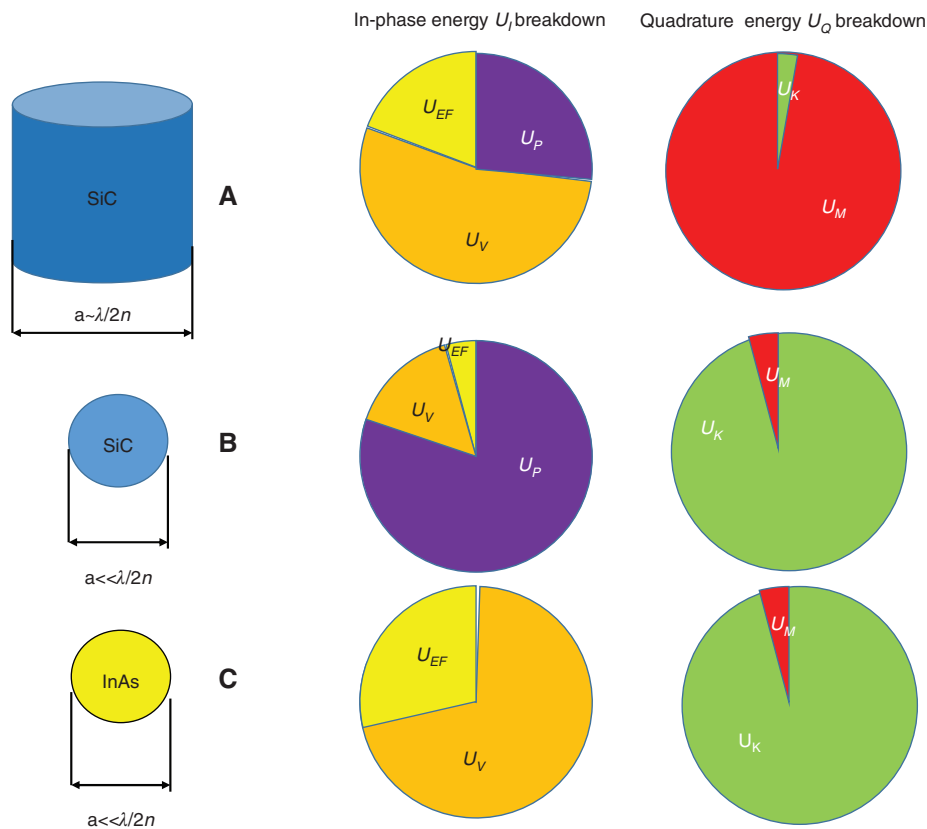 In-phase energy U_I breakdown
Quadrature energy U_Q breakdown
SiC
A
a~λ/2n
U_EF
U_P
U_V
U_K
U_M
SiC
B
a<<λ/2n
U_EF
U_V
U_P
U_M
U_K
InAs
C
a<<λ/2n
U_EF
U_V
U_M
U_K